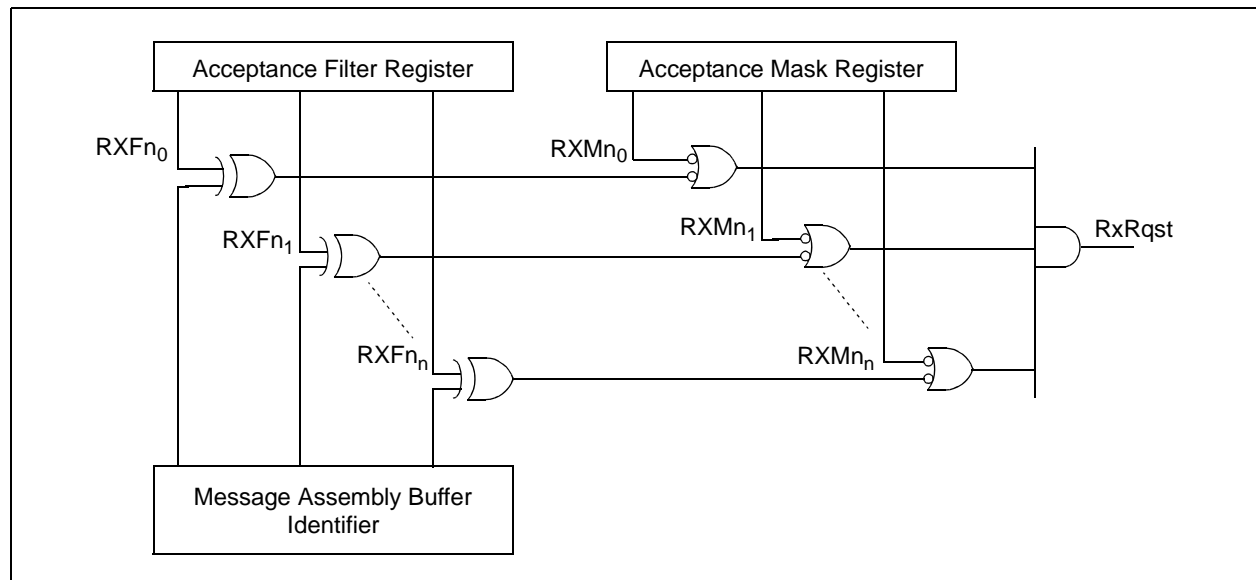 Acceptance Filter Register
Acceptance Mask Register
RXFn₀
RXMn₀
RXFn₁
RXMn₁
RxRqst
RXFnₙ
RXMnₙ
Message Assembly Buffer
Identifier